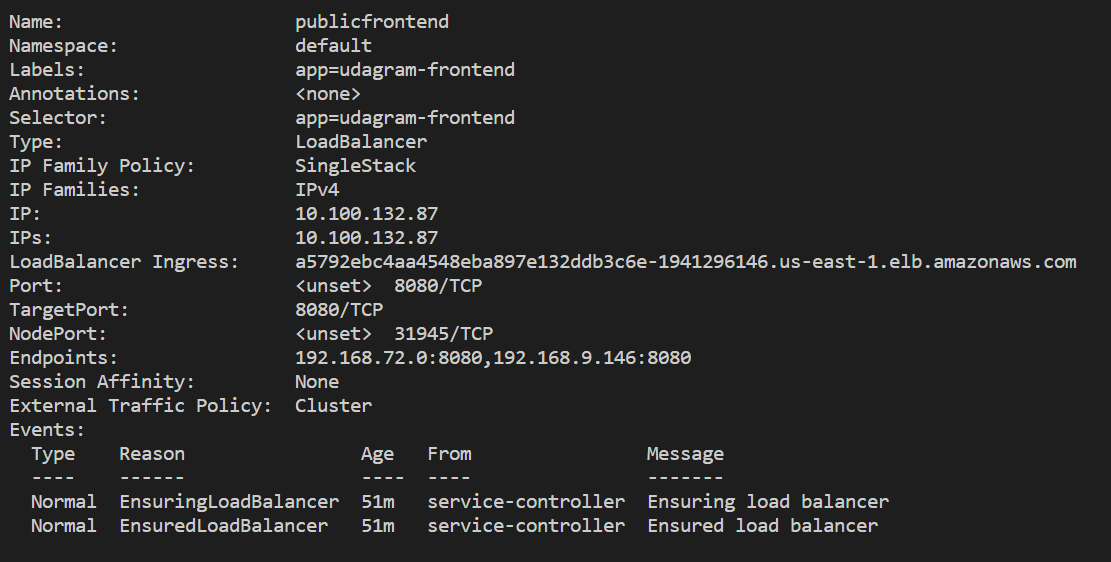 Name:                     publicfrontend
Namespace:                default
Labels:                   app=udagram-frontend
Annotations:              <none>
Selector:                 app=udagram-frontend
Type:                     LoadBalancer
IP Family Policy:         SingleStack
IP Families:              IPv4
IP:                       10.100.132.87
IPs:                      10.100.132.87
LoadBalancer Ingress:     a5792ebc4aa4548eba897e132ddb3c6e-1941296146.us-east-1.elb.amazonaws.com
Port:                     <unset>  8080/TCP
TargetPort:               8080/TCP
NodePort:                 <unset>  31945/TCP
Endpoints:                192.168.72.0:8080,192.168.9.146:8080
Session Affinity:         None
External Traffic Policy:  Cluster
Events:
  Type    Reason                Age   From                Message
  ----    ------                ----  ----                -------
  Normal  EnsuringLoadBalancer  51m   service-controller  Ensuring load balancer
  Normal  EnsuredLoadBalancer   51m   service-controller  Ensured load balancer